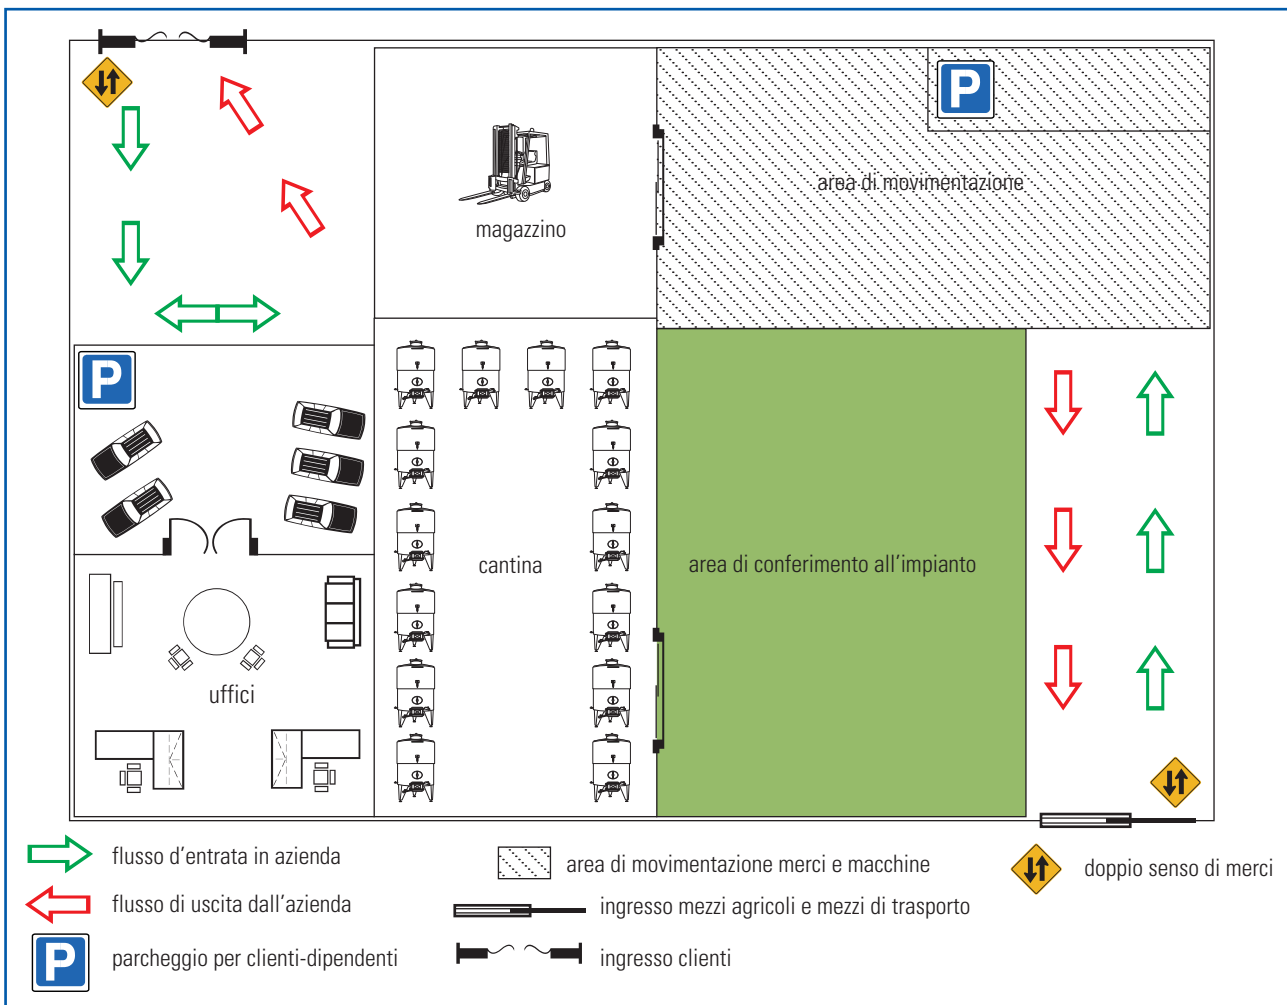 P
area di movimentazione
magazzino
P
cantina
area di conferimento all'impianto
uffici
flusso d'entrata in azienda
area di movimentazione merci e macchine
doppio senso di merci
flusso di uscita dall'azienda
ingresso mezzi agricoli e mezzi di trasporto
P
parcheggio per clienti-dipendenti
ingresso clienti